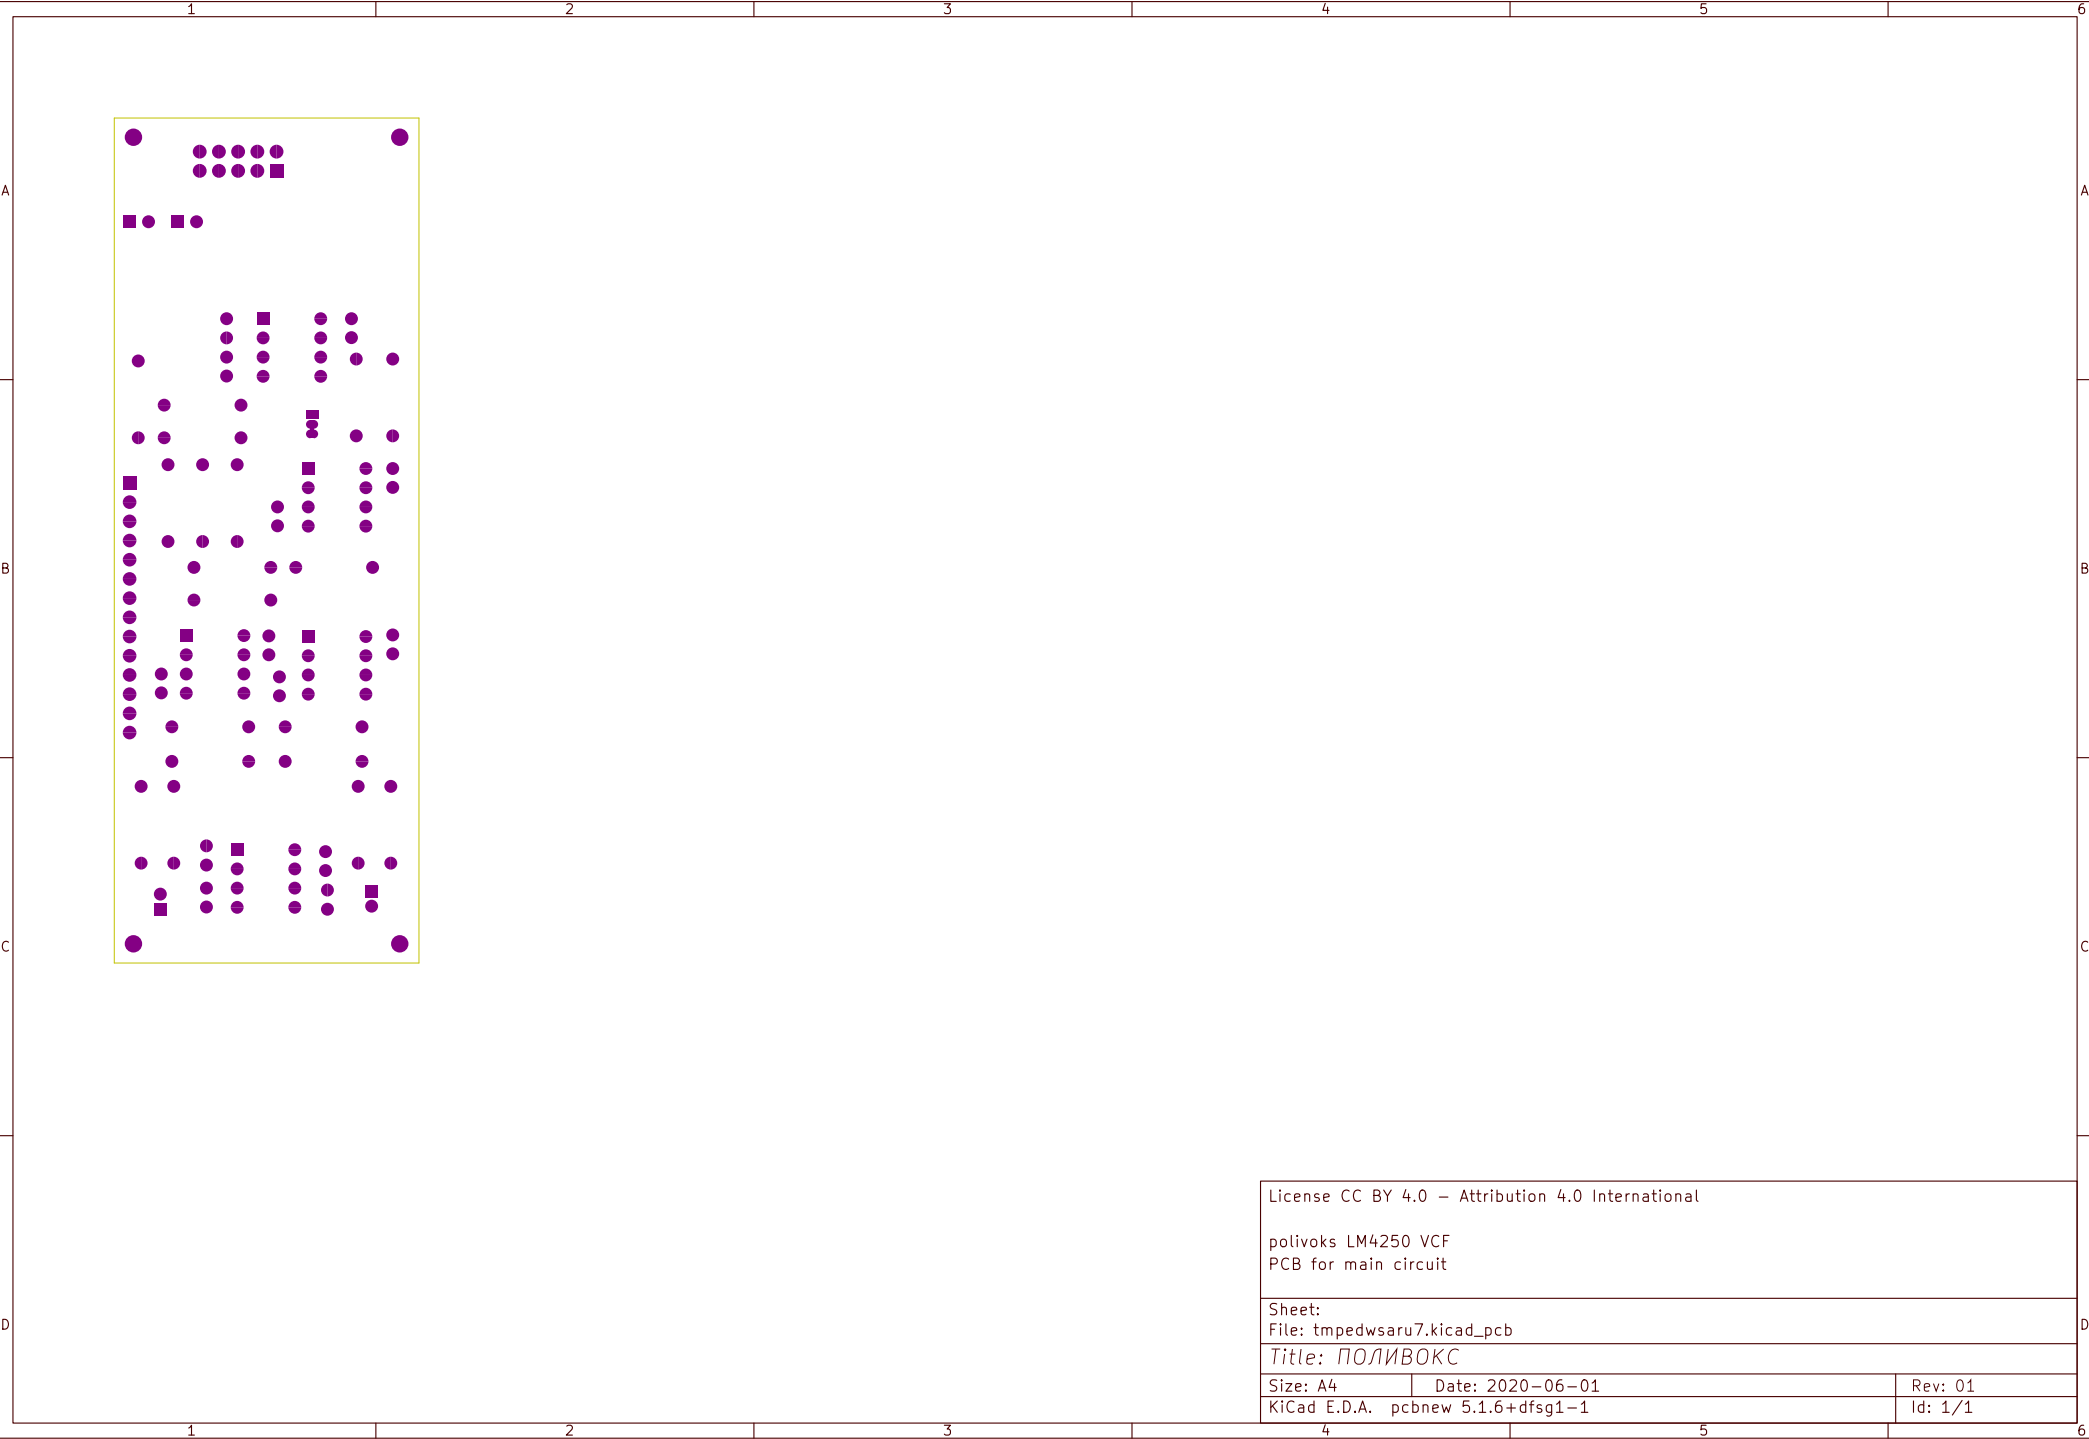 1 2 3 4 5 6
A A
B B
C C
License CC BY 4.0 – Attribution 4.0 International
polivoks LM4250 VCF
PCB for main circuit
Sheet:
D D
File: tmpedwsaru7.kicad_pcb
Title: ПОЛИВОКС
Size: A4 Date: 2020-06-01 Rev: 01
KiCad E.D.A. pcbnew 5.1.6+dfsg1-1 Id: 1/1
1 2 3 4 5 6